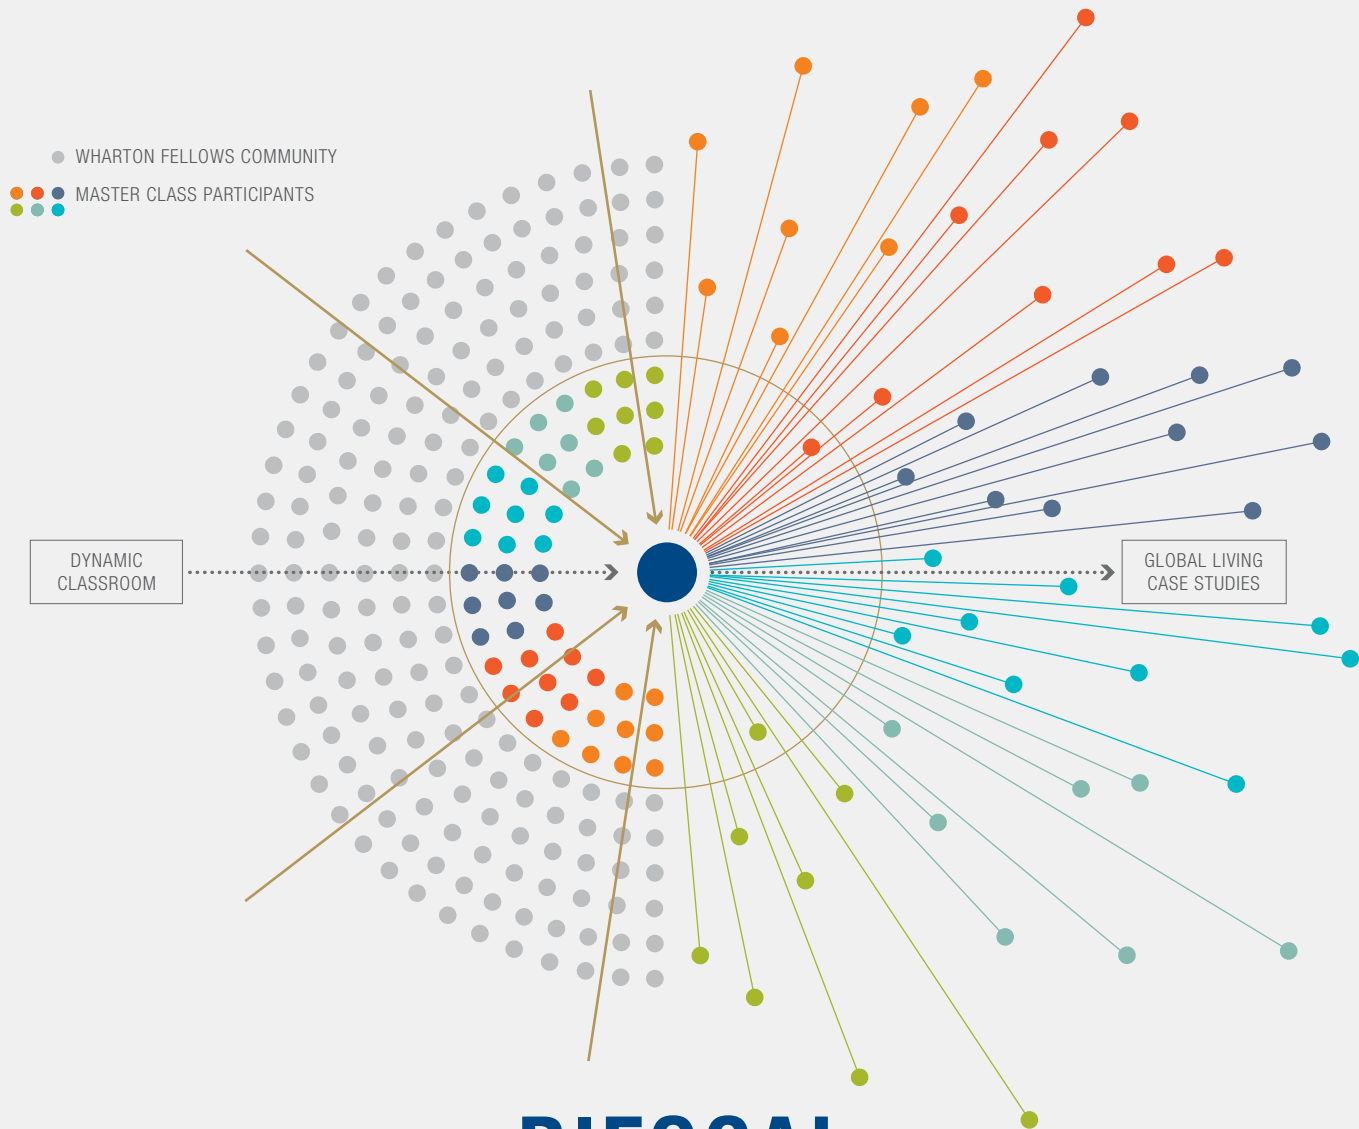 WHARTON FELLOWS COMMUNITY
MASTER CLASS PARTICIPANTS
DYNAMIC
CLASSROOM
GLOBAL LIVING
CASE STUDIES